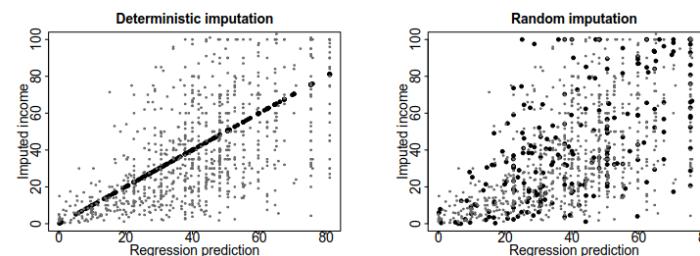 Deterministic imputation
Imputed income
0 20 40 60 80 100
0 20 40 60 81
Regression prediction
Random imputation
Imputed income
0 20 40 60 80 100
0 20 40 60
Regression prediction